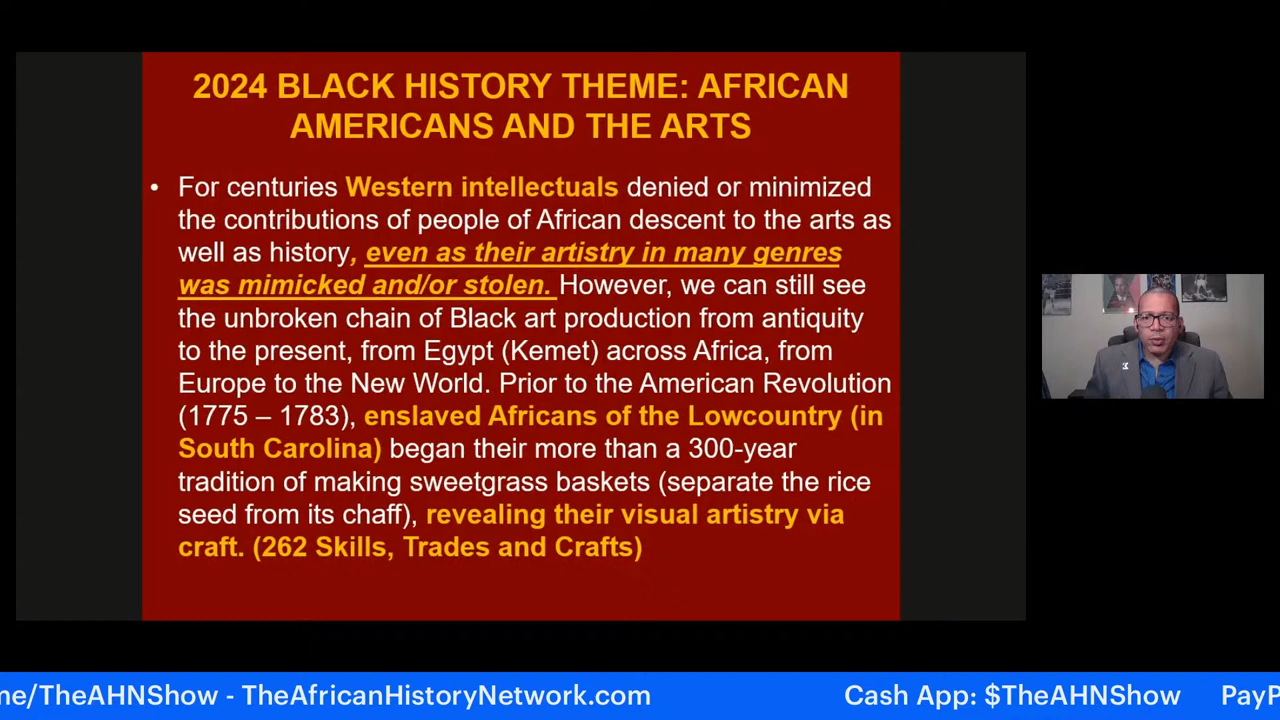 2024 BLACK HISTORY THEME: AFRICAN
AMERICANS AND THE ARTS
• For centuries Western intellectuals denied or minimized
the contributions of people of African descent to the arts as
well as history, even as their artistry in many genres
was mimicked and/or stolen. However, we can still see
the unbroken chain of Black art production from antiquity
to the present, from Egypt (Kemet) across Africa, from
Europe to the New World. Prior to the American Revolution
(1775 – 1783), enslaved Africans of the Lowcountry (in
South Carolina) began their more than a 300-year
tradition of making sweetgrass baskets (separate the rice
seed from its chaff), revealing their visual artistry via
craft. (262 Skills, Trades and Crafts)
me/TheAHNShow - TheAfricanHistoryNetwork.com Cash App: $TheAHNShow PayP